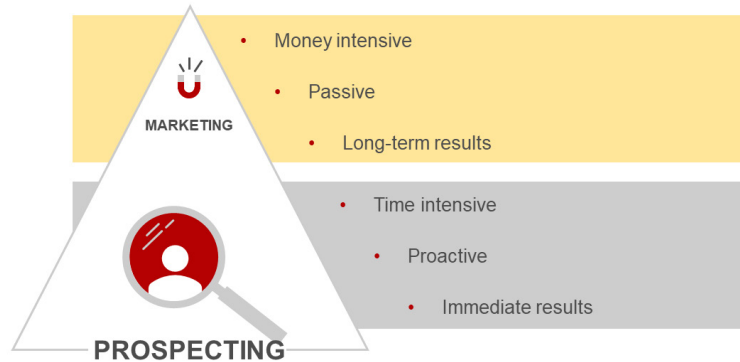 • Money intensive
• Passive
MARKETING
• Long-term results
• Time intensive
• Proactive
• Immediate results
PROSPECTING